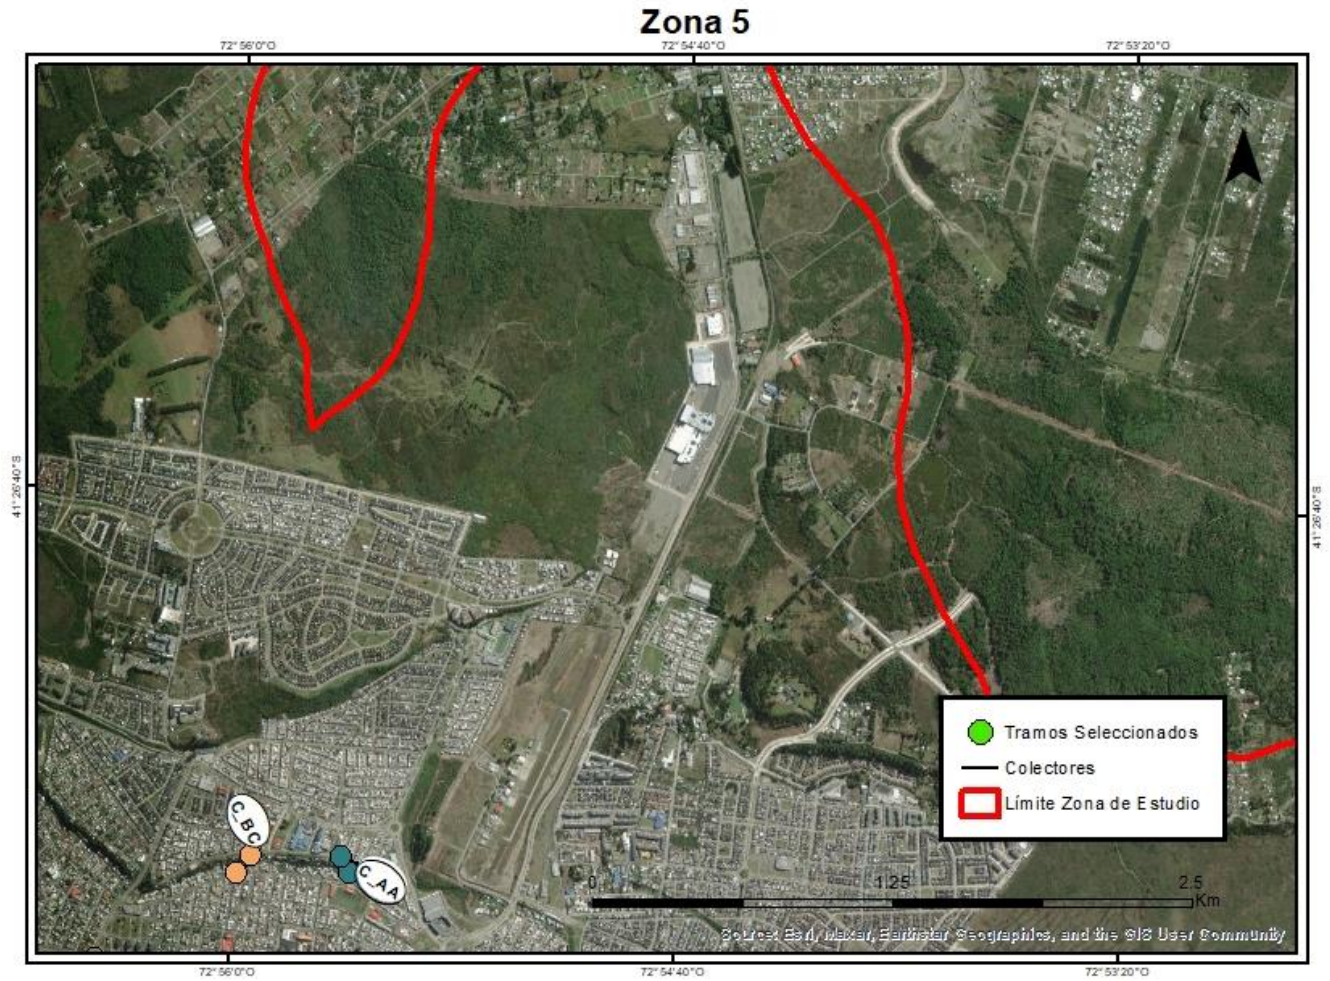 Zona 5
72°56'0"O
72°54'40"O
72°53'20"O
41°26'40"S
41°26'40"S
Tramos Seleccionados
Colectores
Límite Zona de Estudio
C_BC
C_AA
0
1.25
2.5
Km
Source: Esri, Maxar, Earthstar Geographics, and the GIS User Community
72°56'0"O
72°54'40"O
72°53'20"O